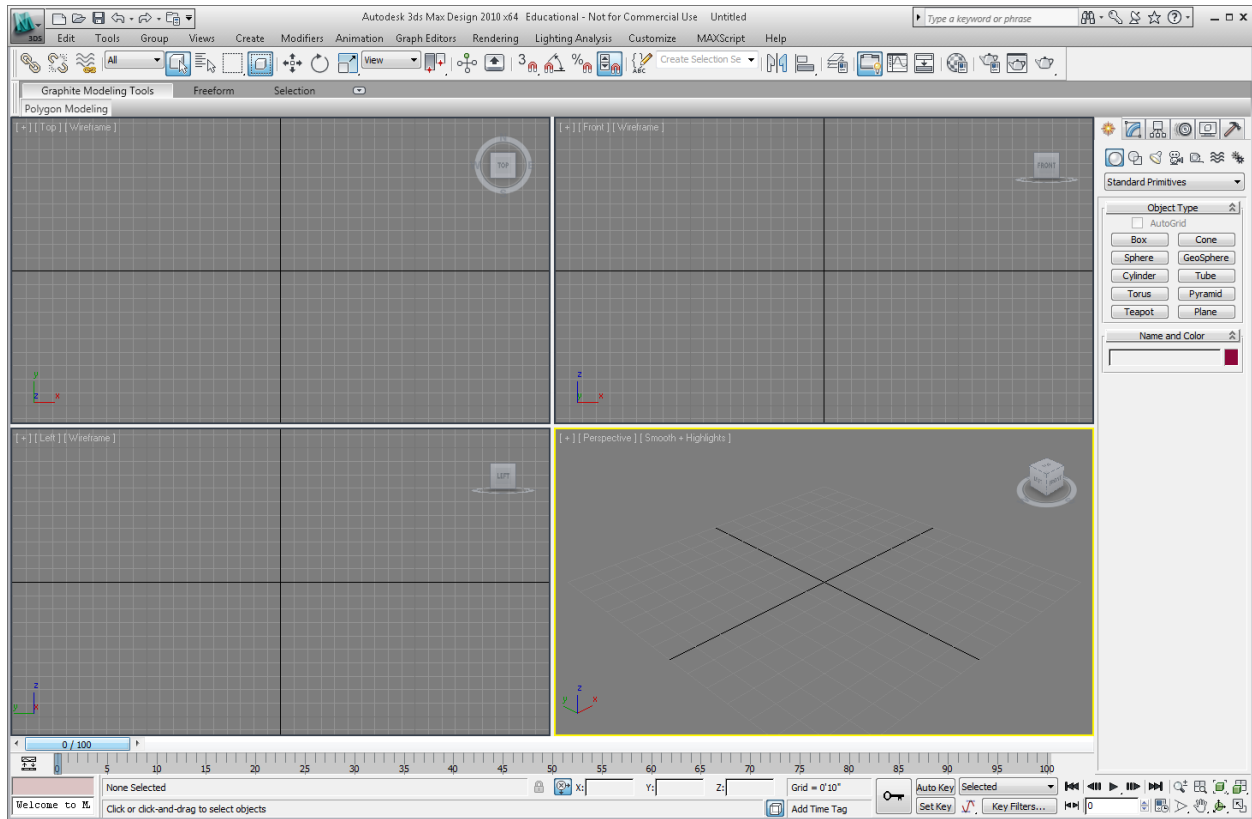 Autodesk 3ds Max Design 2010 x64 Educational - Not for Commercial Use Untitled
Type a keyword or phrase
3DS Edit Tools Group Views Create Modifiers Animation Graph Editors Rendering Lighting Analysis Customize MAXScript Help
All View 3 % ABC Create Selection Se
Graphite Modeling Tools Freeform Selection
Polygon Modeling
[ + ] [ Top ] [ Wireframe ]
TOP
y
z x
[ + ] [ Front ] [ Wireframe ]
FRONT
z
x
[ + ] [ Left ] [ Wireframe ]
LEFT
z
y x
[ + ] [ Perspective ] [ Smooth + Highlights ]
z
y x
Standard Primitives
Object Type
AutoGrid
Box Cone
Sphere GeoSphere
Cylinder Tube
Torus Pyramid
Teapot Plane
Name and Color
0 / 100
0 5 10 15 20 25 30 35 40 45 50 55 60 65 70 75 80 85 90 95 100
None Selected X: Y: Z: Grid = 0'10" Auto Key Selected
Welcome to M Click or click-and-drag to select objects Add Time Tag Set Key Key Filters... 0